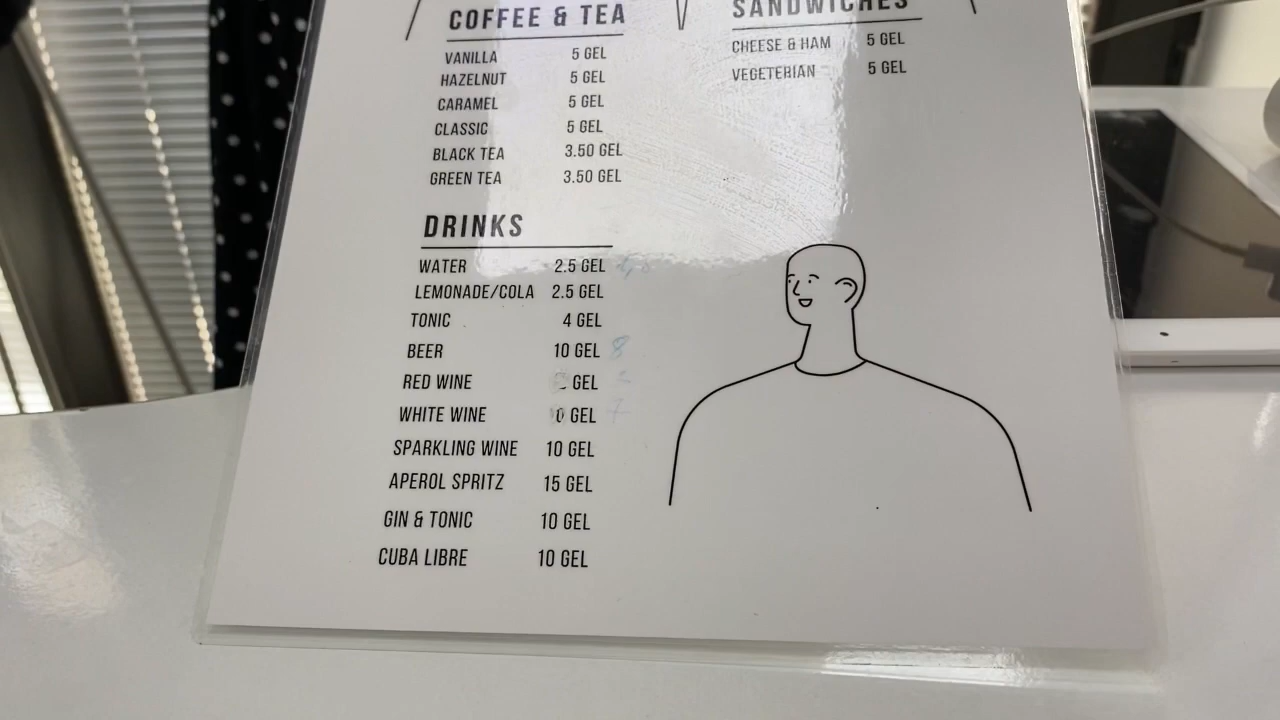 COFFEE & TEA
VANILLA 5 GEL
HAZELNUT 5 GEL
CARAMEL 5 GEL
CLASSIC 5 GEL
BLACK TEA 3.50 GEL
GREEN TEA 3.50 GEL
DRINKS
WATER 2.5 GEL
LEMONADE/COLA 2.5 GEL
TONIC 4 GEL
BEER 10 GEL 8
RED WINE GEL
WHITE WINE GEL 7
SPARKLING WINE 10 GEL
APEROL SPRITZ 15 GEL
GIN & TONIC 10 GEL
CUBA LIBRE 10 GEL
SANDWICHES
CHEESE & HAM 5 GEL
VEGETERIAN 5 GEL